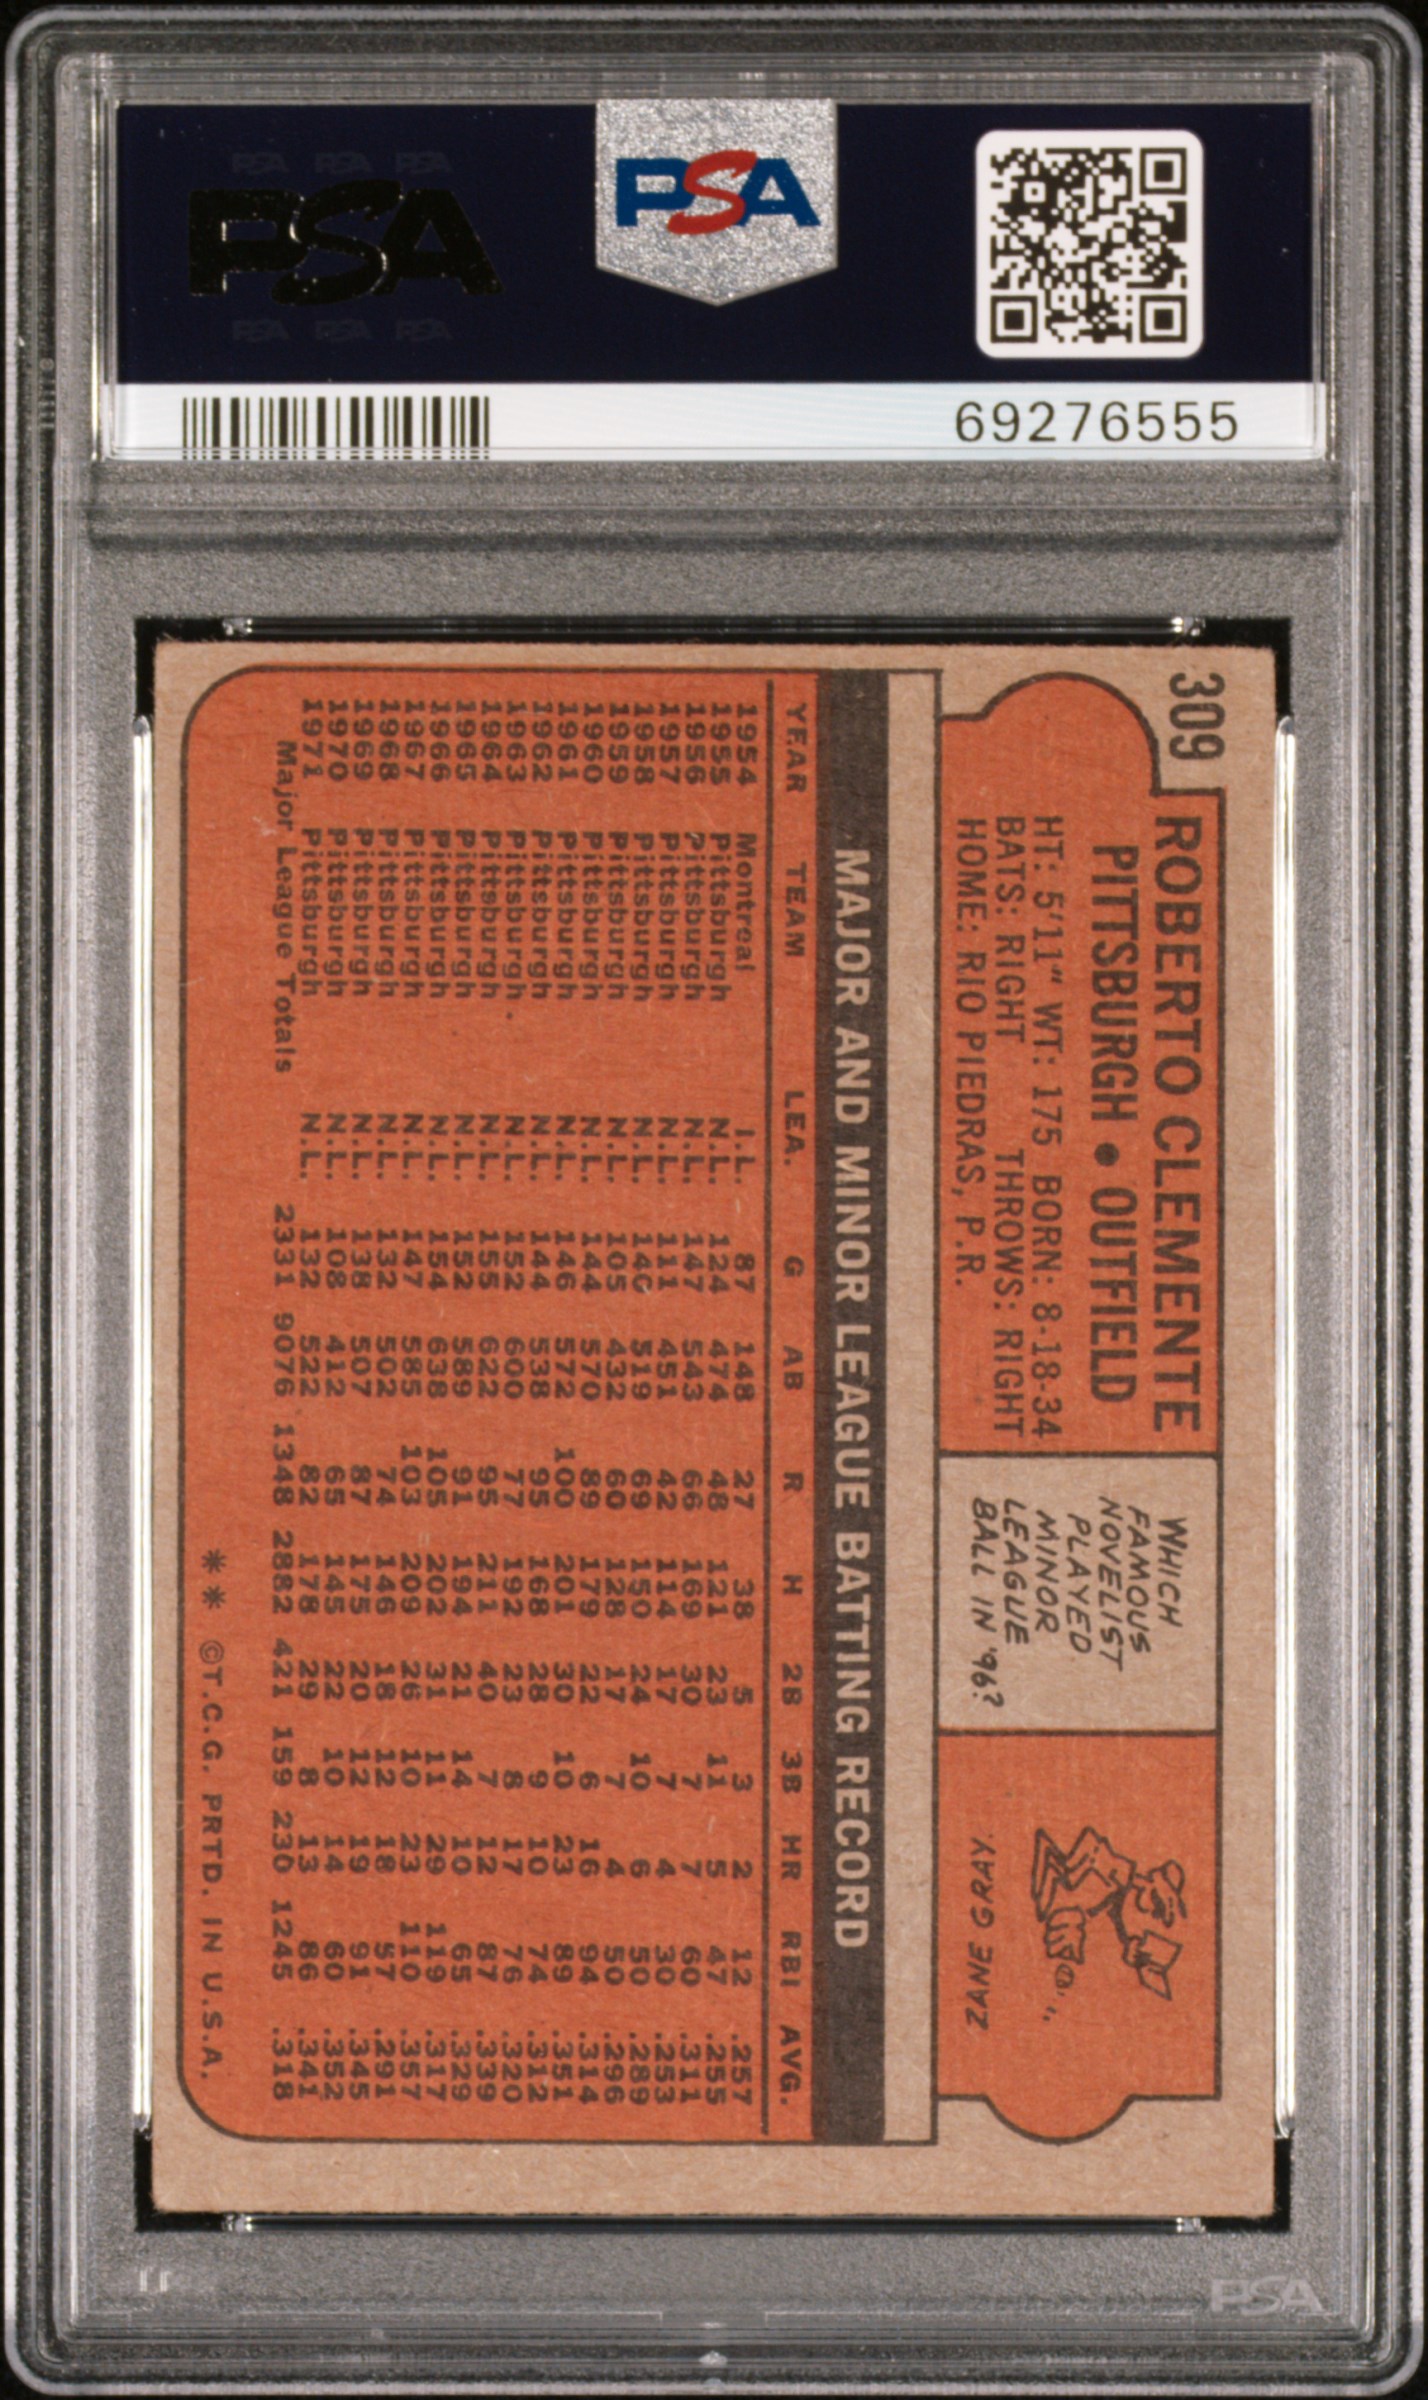 PSA PSA PSA
PSA
PSA PSA PSA
PSA
69276555
309
ROBERTO CLEMENTE
PITTSBURGH • OUTFIELD
HT: 5'11" WT: 175 BORN: 8-18-34
BATS: RIGHT THROWS: RIGHT
HOME: RIO PIEDRAS, P.R.
WHICH
FAMOUS
NOVELIST
PLAYED
MINOR
LEAGUE
BALL IN '96?
ZANE GRAY.
MAJOR AND MINOR LEAGUE BATTING RECORD
YEAR TEAM LEA. G AB R H 2B 3B HR RBI AVG.
1954 Montreal I.L. 87 148 27 38 5 3 2 12 .257
1955 Pittsburgh N.L. 124 474 48 121 23 11 5 47 .255
1956 Pittsburgh N.L. 147 543 66 169 30 7 7 60 .311
1957 Pittsburgh N.L. 111 451 42 114 17 7 4 30 .253
1958 Pittsburgh N.L. 140 519 69 150 24 10 6 50 .289
1959 Pittsburgh N.L. 105 432 60 128 17 7 4 50 .296
1960 Pittsburgh N.L. 144 570 89 179 22 6 16 94 .314
1961 Pittsburgh N.L. 146 572 100 201 30 10 23 89 .351
1962 Pittsburgh N.L. 144 538 95 168 28 9 10 74 .312
1963 Pittsburgh N.L. 152 600 77 192 23 8 17 76 .320
1964 Pittsburgh N.L. 155 622 95 211 40 7 12 87 .339
1965 Pittsburgh N.L. 152 589 91 194 21 14 10 65 .329
1966 Pittsburgh N.L. 154 638 105 202 31 11 29 119 .317
1967 Pittsburgh N.L. 147 585 103 209 26 10 23 110 .357
1968 Pittsburgh N.L. 132 502 74 146 18 12 18 57 .291
1969 Pittsburgh N.L. 138 507 87 175 20 12 19 91 .345
1970 Pittsburgh N.L. 108 412 65 145 22 10 14 60 .352
1971 Pittsburgh N.L. 132 522 82 178 29 8 13 86 .341
Major League Totals 2331 9076 1348 2882 421 159 230 1245 .318
** ©T.C.G. PRTD. IN U.S.A.
PSA